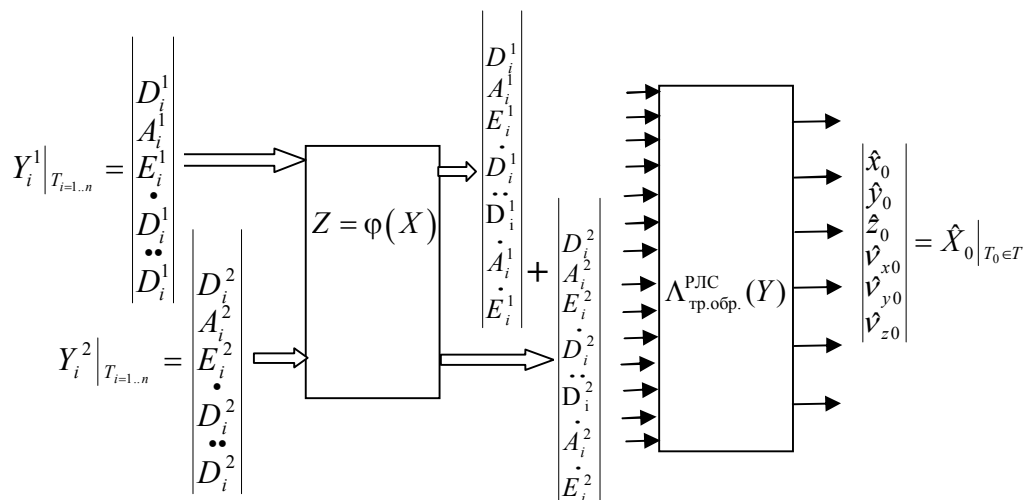 Y_i^1|_{T_{i=1..n}} =
D_i^1
A_i^1
E_i^1
Ḋ_i^1
D̈_i^1
Y_i^2|_{T_{i=1..n}} =
D_i^2
A_i^2
E_i^2
Ḋ_i^2
D̈_i^2
Z = φ(X)
D_i^1
A_i^1
E_i^1
Ḋ_i^1
D̈_i^1
Ȧ_i^1
Ė_i^1
+
D_i^2
A_i^2
E_i^2
Ḋ_i^2
D̈_i^2
Ȧ_i^2
Ė_i^2
Λ_{тр.обр.}^{РЛС}(Y)
x̂_0
ŷ_0
ẑ_0
v̂_{x0}
v̂_{y0}
v̂_{z0}
= X̂_0|_{T_0∈T}